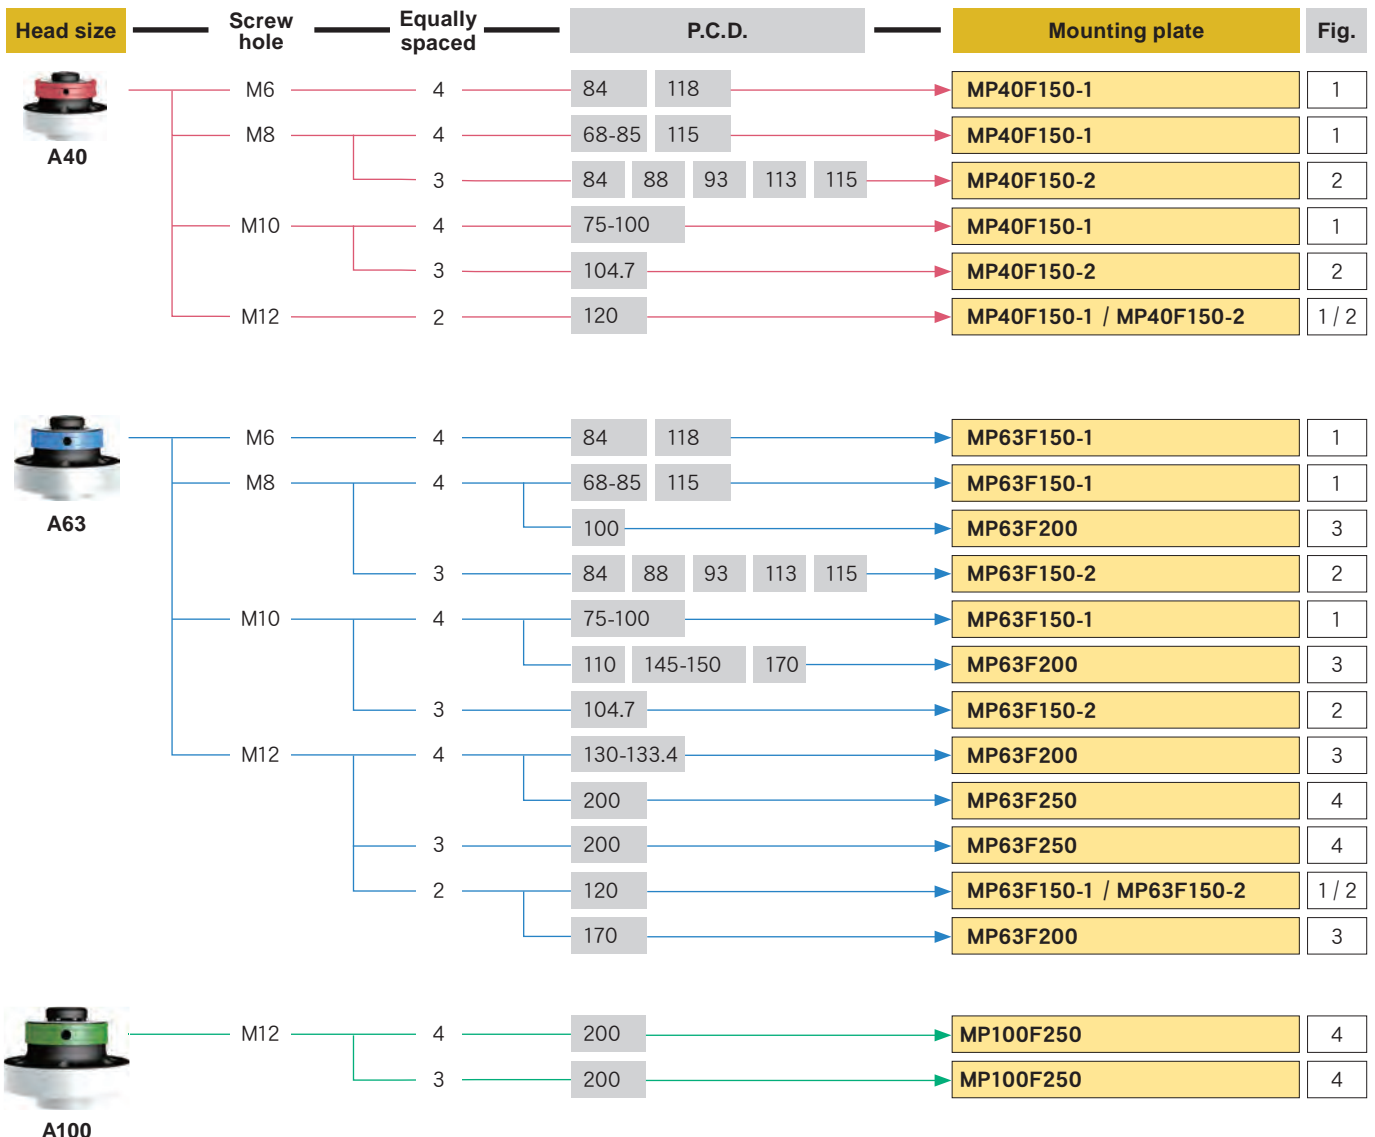 Head size Screw hole Equally spaced P.C.D. Mounting plate Fig.
M6 4 84 118 MP40F150-1 1
M8 4 68-85 115 MP40F150-1 1
A40
3 84 88 93 113 115 MP40F150-2 2
M10 4 75-100 MP40F150-1 1
3 104.7 MP40F150-2 2
M12 2 120 MP40F150-1 / MP40F150-2 1 / 2
M6 4 84 118 MP63F150-1 1
M8 4 68-85 115 MP63F150-1 1
A63
100 MP63F200 3
3 84 88 93 113 115 MP63F150-2 2
M10 4 75-100 MP63F150-1 1
110 145-150 170 MP63F200 3
3 104.7 MP63F150-2 2
M12 4 130-133.4 MP63F200 3
200 MP63F250 4
3 200 MP63F250 4
2 120 MP63F150-1 / MP63F150-2 1 / 2
170 MP63F200 3
M12 4 200 MP100F250 4
3 200 MP100F250 4
A100